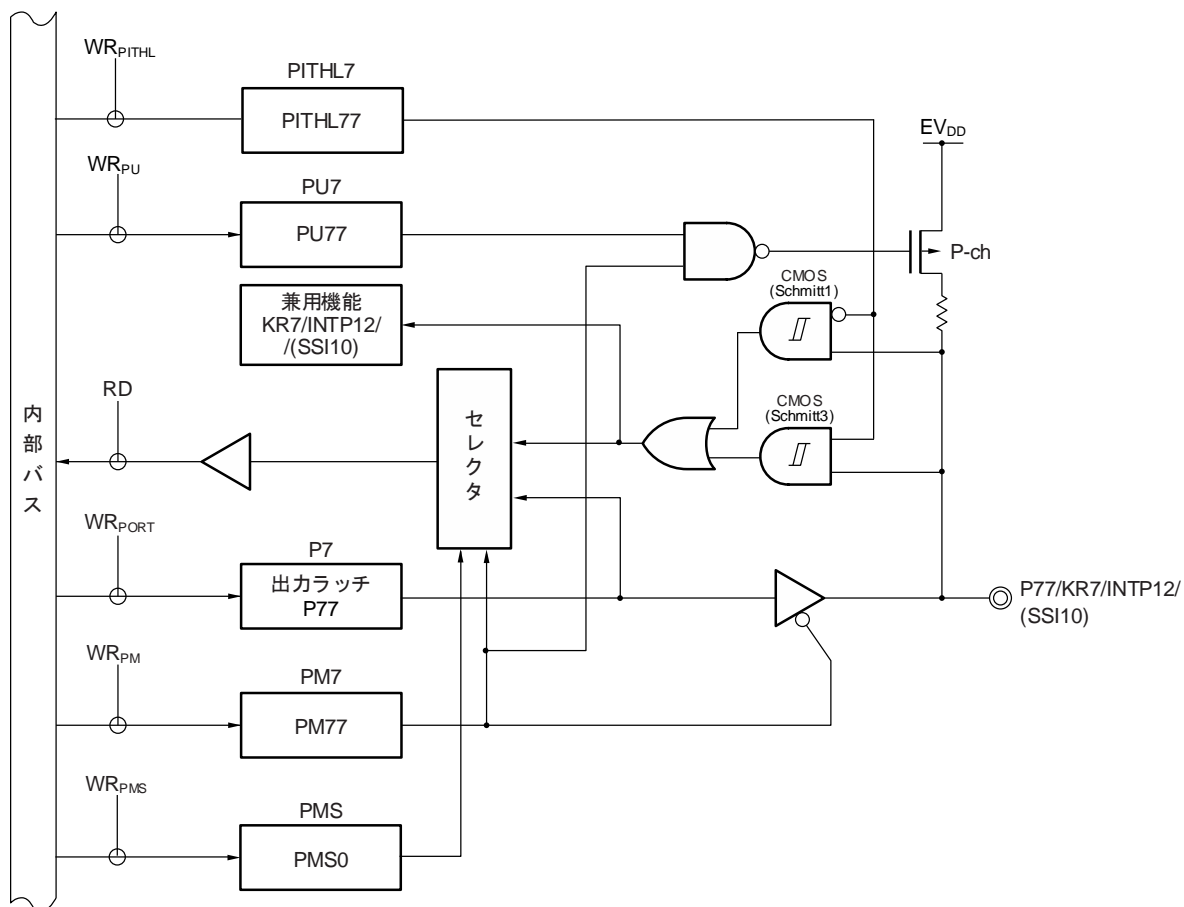 WRPITHL
PITHL7
PITHL77
EVDD
WRPU
PU7
PU77
P-ch
CMOS
(Schmitt1)
兼用機能
KR7/INTP12/
/(SSI10)
RD
セレクタ
CMOS
(Schmitt3)
内部バス
WRPORT
P7
出力ラッチ
P77
P77/KR7/INTP12/
(SSI10)
WRPM
PM7
PM77
WRPMS
PMS
PMS0